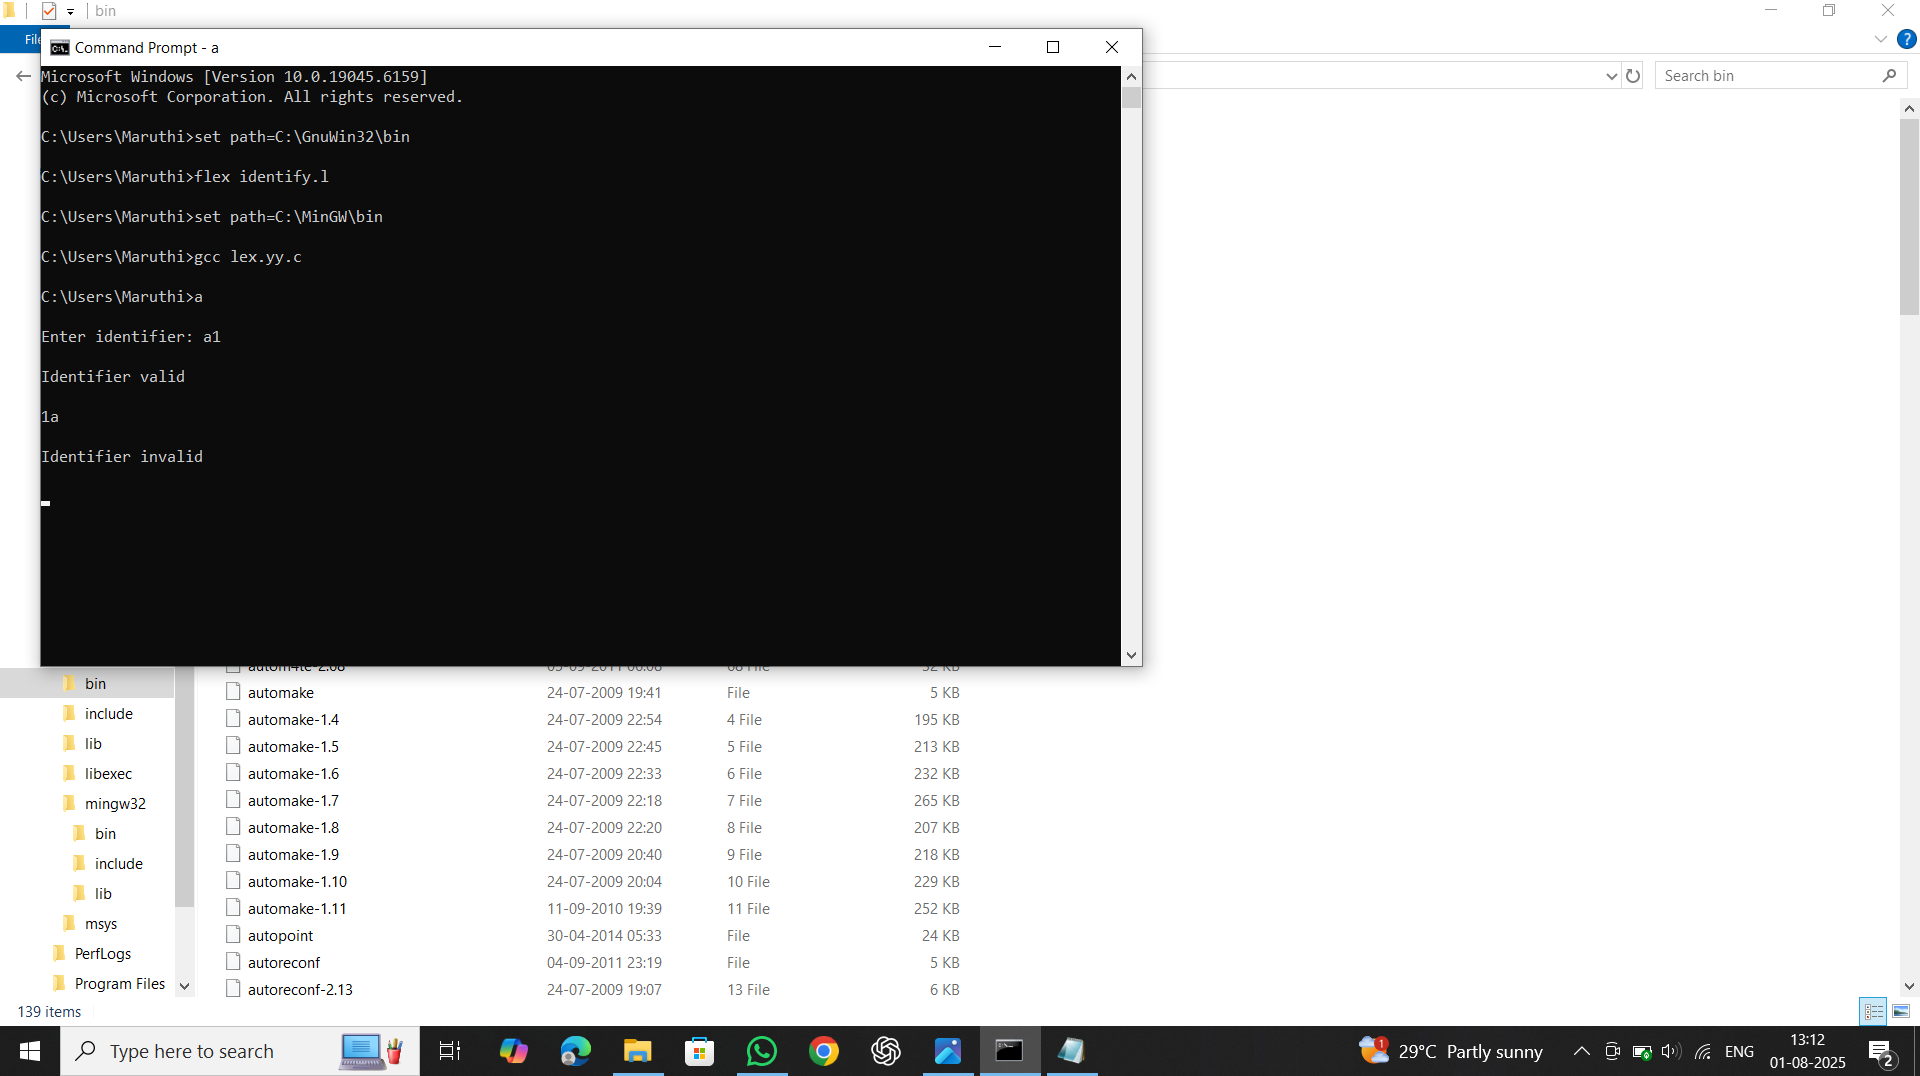 bin
File
Command Prompt - a
Search bin
Microsoft Windows [Version 10.0.19045.6159]
(c) Microsoft Corporation. All rights reserved.
C:\Users\Maruthi>set path=C:\GnuWin32\bin
C:\Users\Maruthi>flex identify.l
C:\Users\Maruthi>set path=C:\MinGW\bin
C:\Users\Maruthi>gcc lex.yy.c
C:\Users\Maruthi>a
Enter identifier: a1
Identifier valid
1a
Identifier invalid
bin
include
lib
libexec
mingw32
bin
include
lib
msys
PerfLogs
Program Files
automake 24-07-2009 19:41 File 5 KB
automake-1.4 24-07-2009 22:54 4 File 195 KB
automake-1.5 24-07-2009 22:45 5 File 213 KB
automake-1.6 24-07-2009 22:33 6 File 232 KB
automake-1.7 24-07-2009 22:18 7 File 265 KB
automake-1.8 24-07-2009 22:20 8 File 207 KB
automake-1.9 24-07-2009 20:40 9 File 218 KB
automake-1.10 24-07-2009 20:04 10 File 229 KB
automake-1.11 11-09-2010 19:39 11 File 252 KB
autopoint 30-04-2014 05:33 File 24 KB
autoreconf 04-09-2011 23:19 File 5 KB
autoreconf-2.13 24-07-2009 19:07 13 File 6 KB
139 items
Type here to search
1
29°C Partly sunny
ENG
13:12
01-08-2025
2